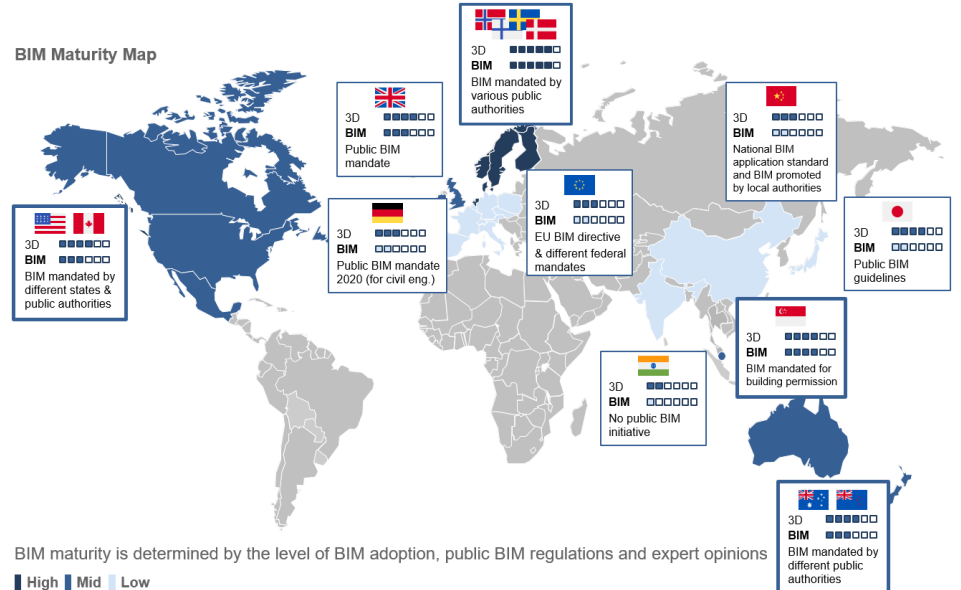 BIM Maturity Map
3D
BIM
BIM mandated by
various public
authorities
3D
BIM
Public BIM
mandate
3D
BIM
National BIM
application standard
and BIM promoted
by local authorities
3D
BIM
BIM mandated by
different states &
public authorities
3D
BIM
Public BIM mandate
2020 (for civil eng.)
3D
BIM
EU BIM directive
& different federal
mandates
3D
BIM
Public BIM
guidelines
3D
BIM
BIM mandated for
building permission
3D
BIM
No public BIM
initiative
3D
BIM
BIM mandated by
different public
authorities
BIM maturity is determined by the level of BIM adoption, public BIM regulations and expert opinions
High Mid Low